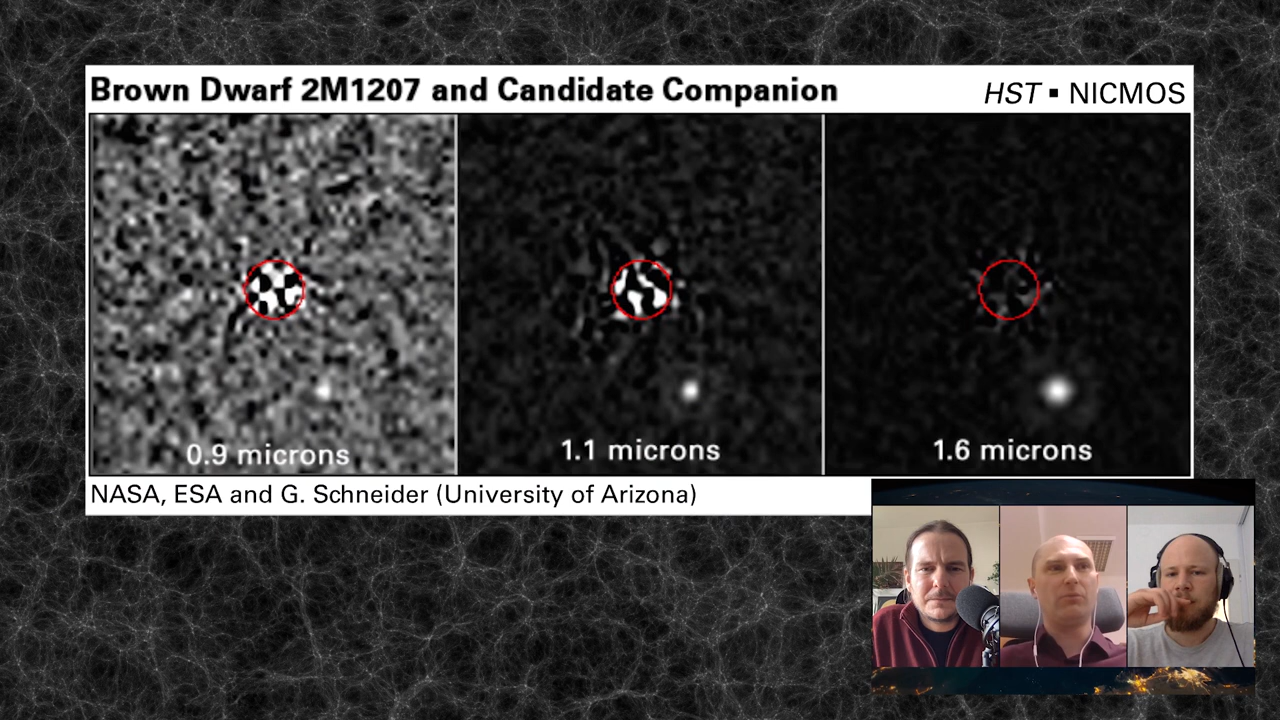 Brown Dwarf 2M1207 and Candidate Companion
HST ▪ NICMOS
0.9 microns
1.1 microns
1.6 microns
NASA, ESA and G. Schneider (University of Arizona)